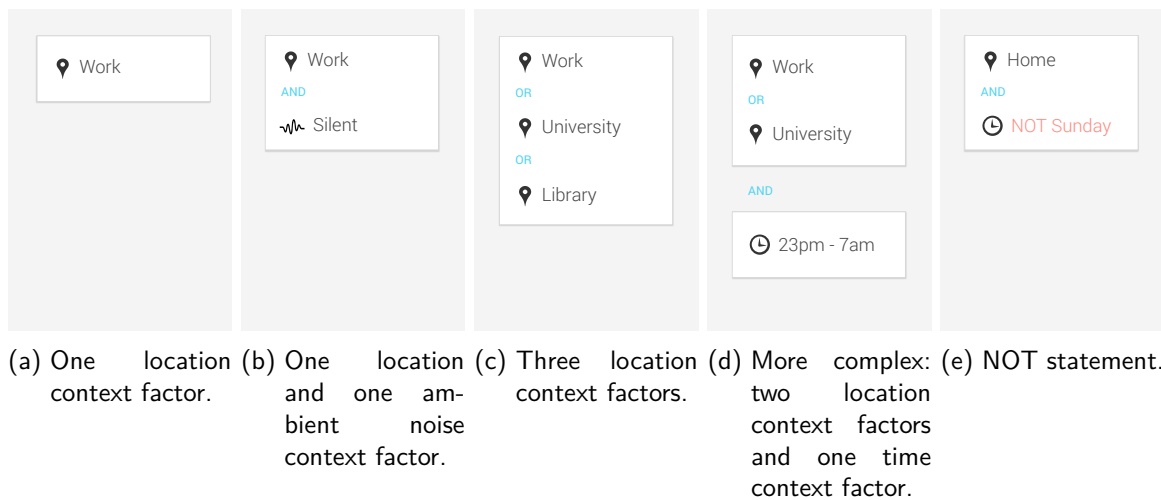 Work
Work
AND
Silent
Work
OR
University
OR
Library
Work
OR
University
AND
23pm - 7am
Home
AND
NOT Sunday
(a) One location
context factor.
(b) One location
and one am-
bient noise
context factor.
(c) Three location
context factors.
(d) More complex:
two location
context factors
and one time
context factor.
(e) NOT statement.